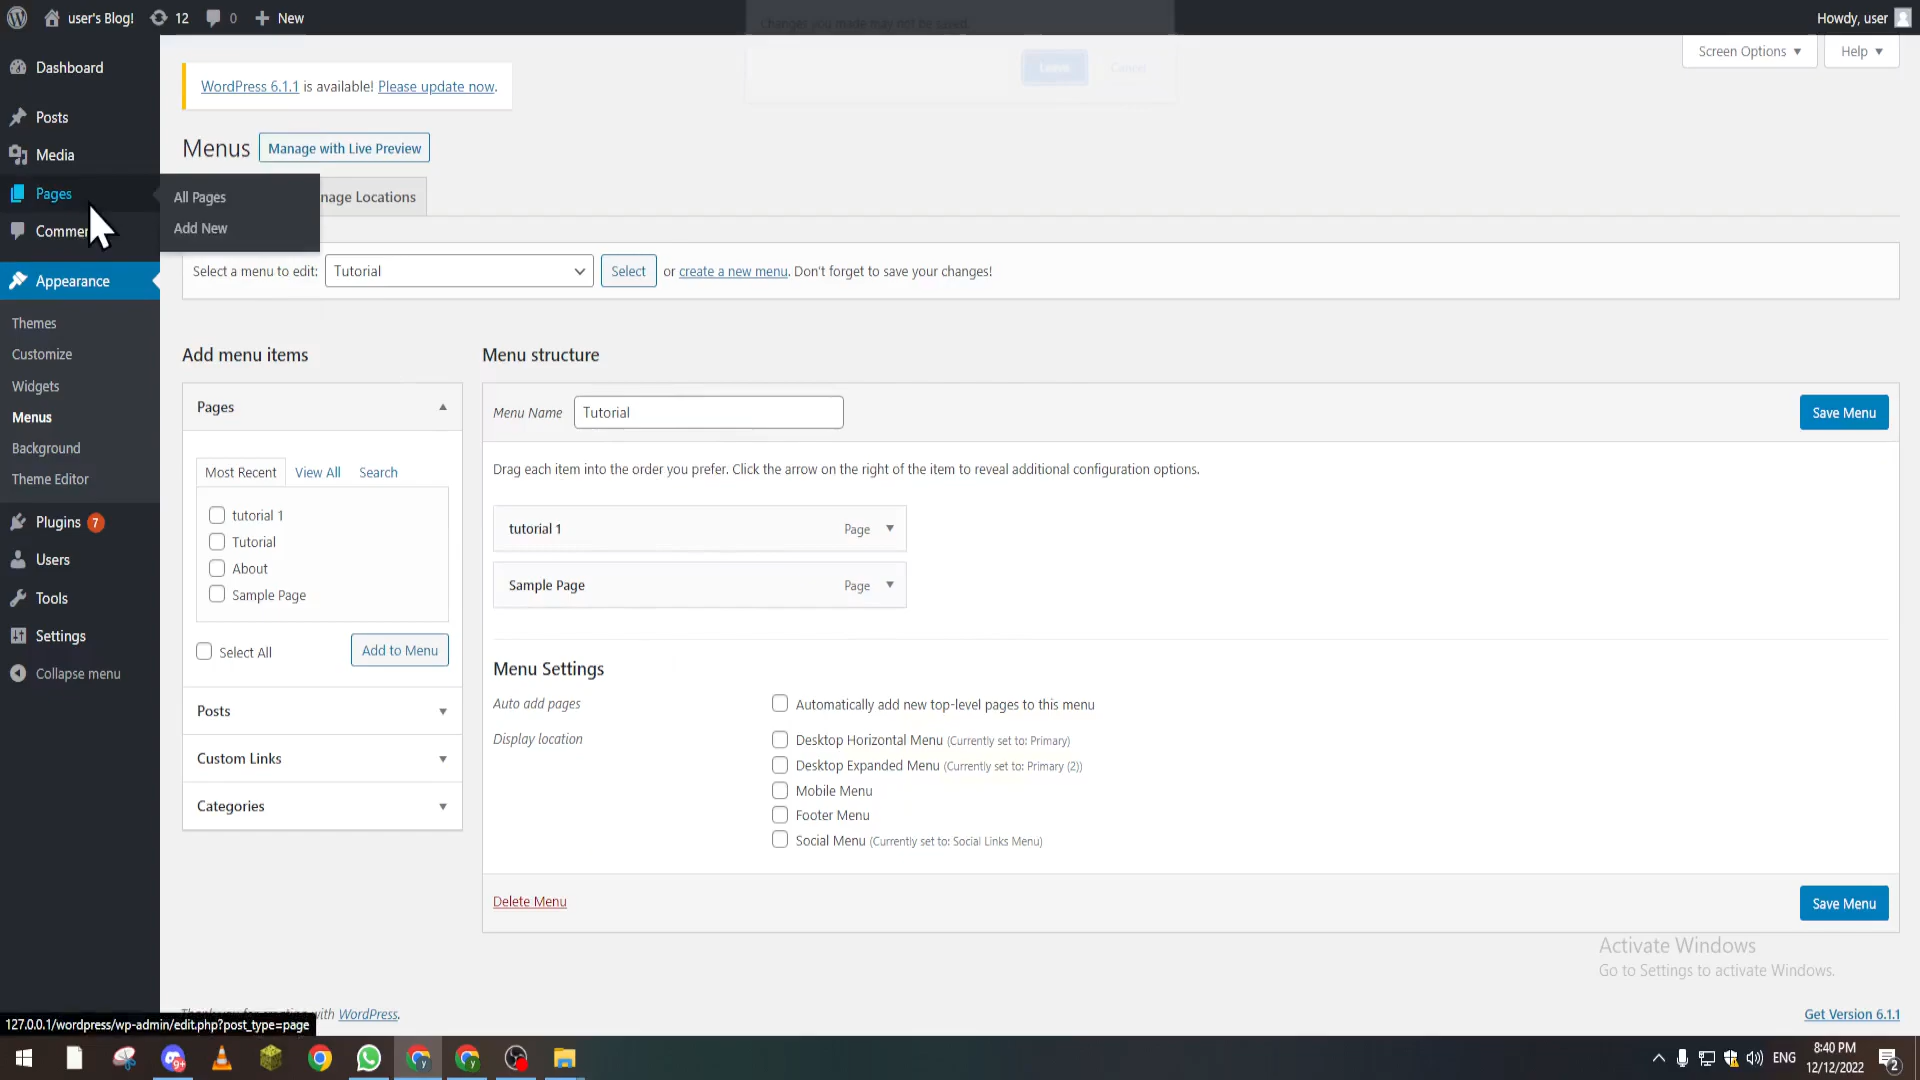 user's Blog! 12 0 New Howdy, user
Changes you made may not be saved.
Leave Cancel
Screen Options Help
Dashboard
Posts
Media
Pages
Commen
Appearance
Themes
Customize
Widgets
Menus
Background
Theme Editor
Plugins 7
Users
Tools
Settings
Collapse menu
All Pages
Add New
WordPress 6.1.1 is available! Please update now.
Menus Manage with Live Preview
nage Locations
Select a menu to edit: Tutorial Select or create a new menu. Don't forget to save your changes!
Add menu items
Pages
Most Recent View All Search
tutorial 1
Tutorial
About
Sample Page
Select All Add to Menu
Posts
Custom Links
Categories
Menu structure
Menu Name Tutorial Save Menu
Drag each item into the order you prefer. Click the arrow on the right of the item to reveal additional configuration options.
tutorial 1 Page
Sample Page Page
Menu Settings
Auto add pages Automatically add new top-level pages to this menu
Display location Desktop Horizontal Menu (Currently set to: Primary)
Desktop Expanded Menu (Currently set to: Primary (2))
Mobile Menu
Footer Menu
Social Menu (Currently set to: Social Links Menu)
Delete Menu Save Menu
Activate Windows
Go to Settings to activate Windows.
with WordPress.
Get Version 6.1.1
127.0.0.1/wordpress/wp-admin/edit.php?post_type=page
9+ ENG 8:40 PM
12/12/2022 2